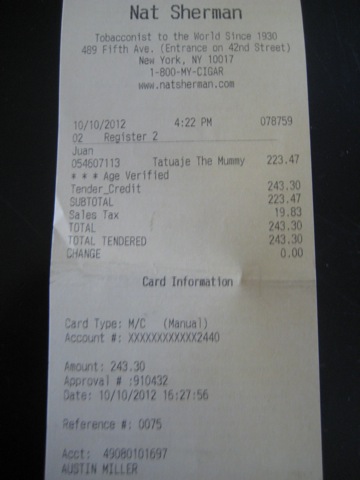 Nat Sherman
Tobacconist to the World Since 1930
489 Fifth Ave. (Entrance on 42nd Street)
New York, NY 10017
1-800-MY-CIGAR
www.natsherman.com
10/10/2012 4:22 PM 078759
02 Register 2
Juan
054607113 Tatuaje The Mummy 223.47
* * * Age Verified
Tender_Credit 243.30
SUBTOTAL 223.47
Sales Tax 19.83
TOTAL 243.30
TOTAL TENDERED 243.30
CHANGE 0.00
Card Information
Card Type: M/C (Manual)
Account #: XXXXXXXXXXXX2440
Amount: 243.30
Approval # :910432
Date: 10/10/2012 16:27:56
Reference #: 0075
Acct: 49080101697
AUSTIN MILLER